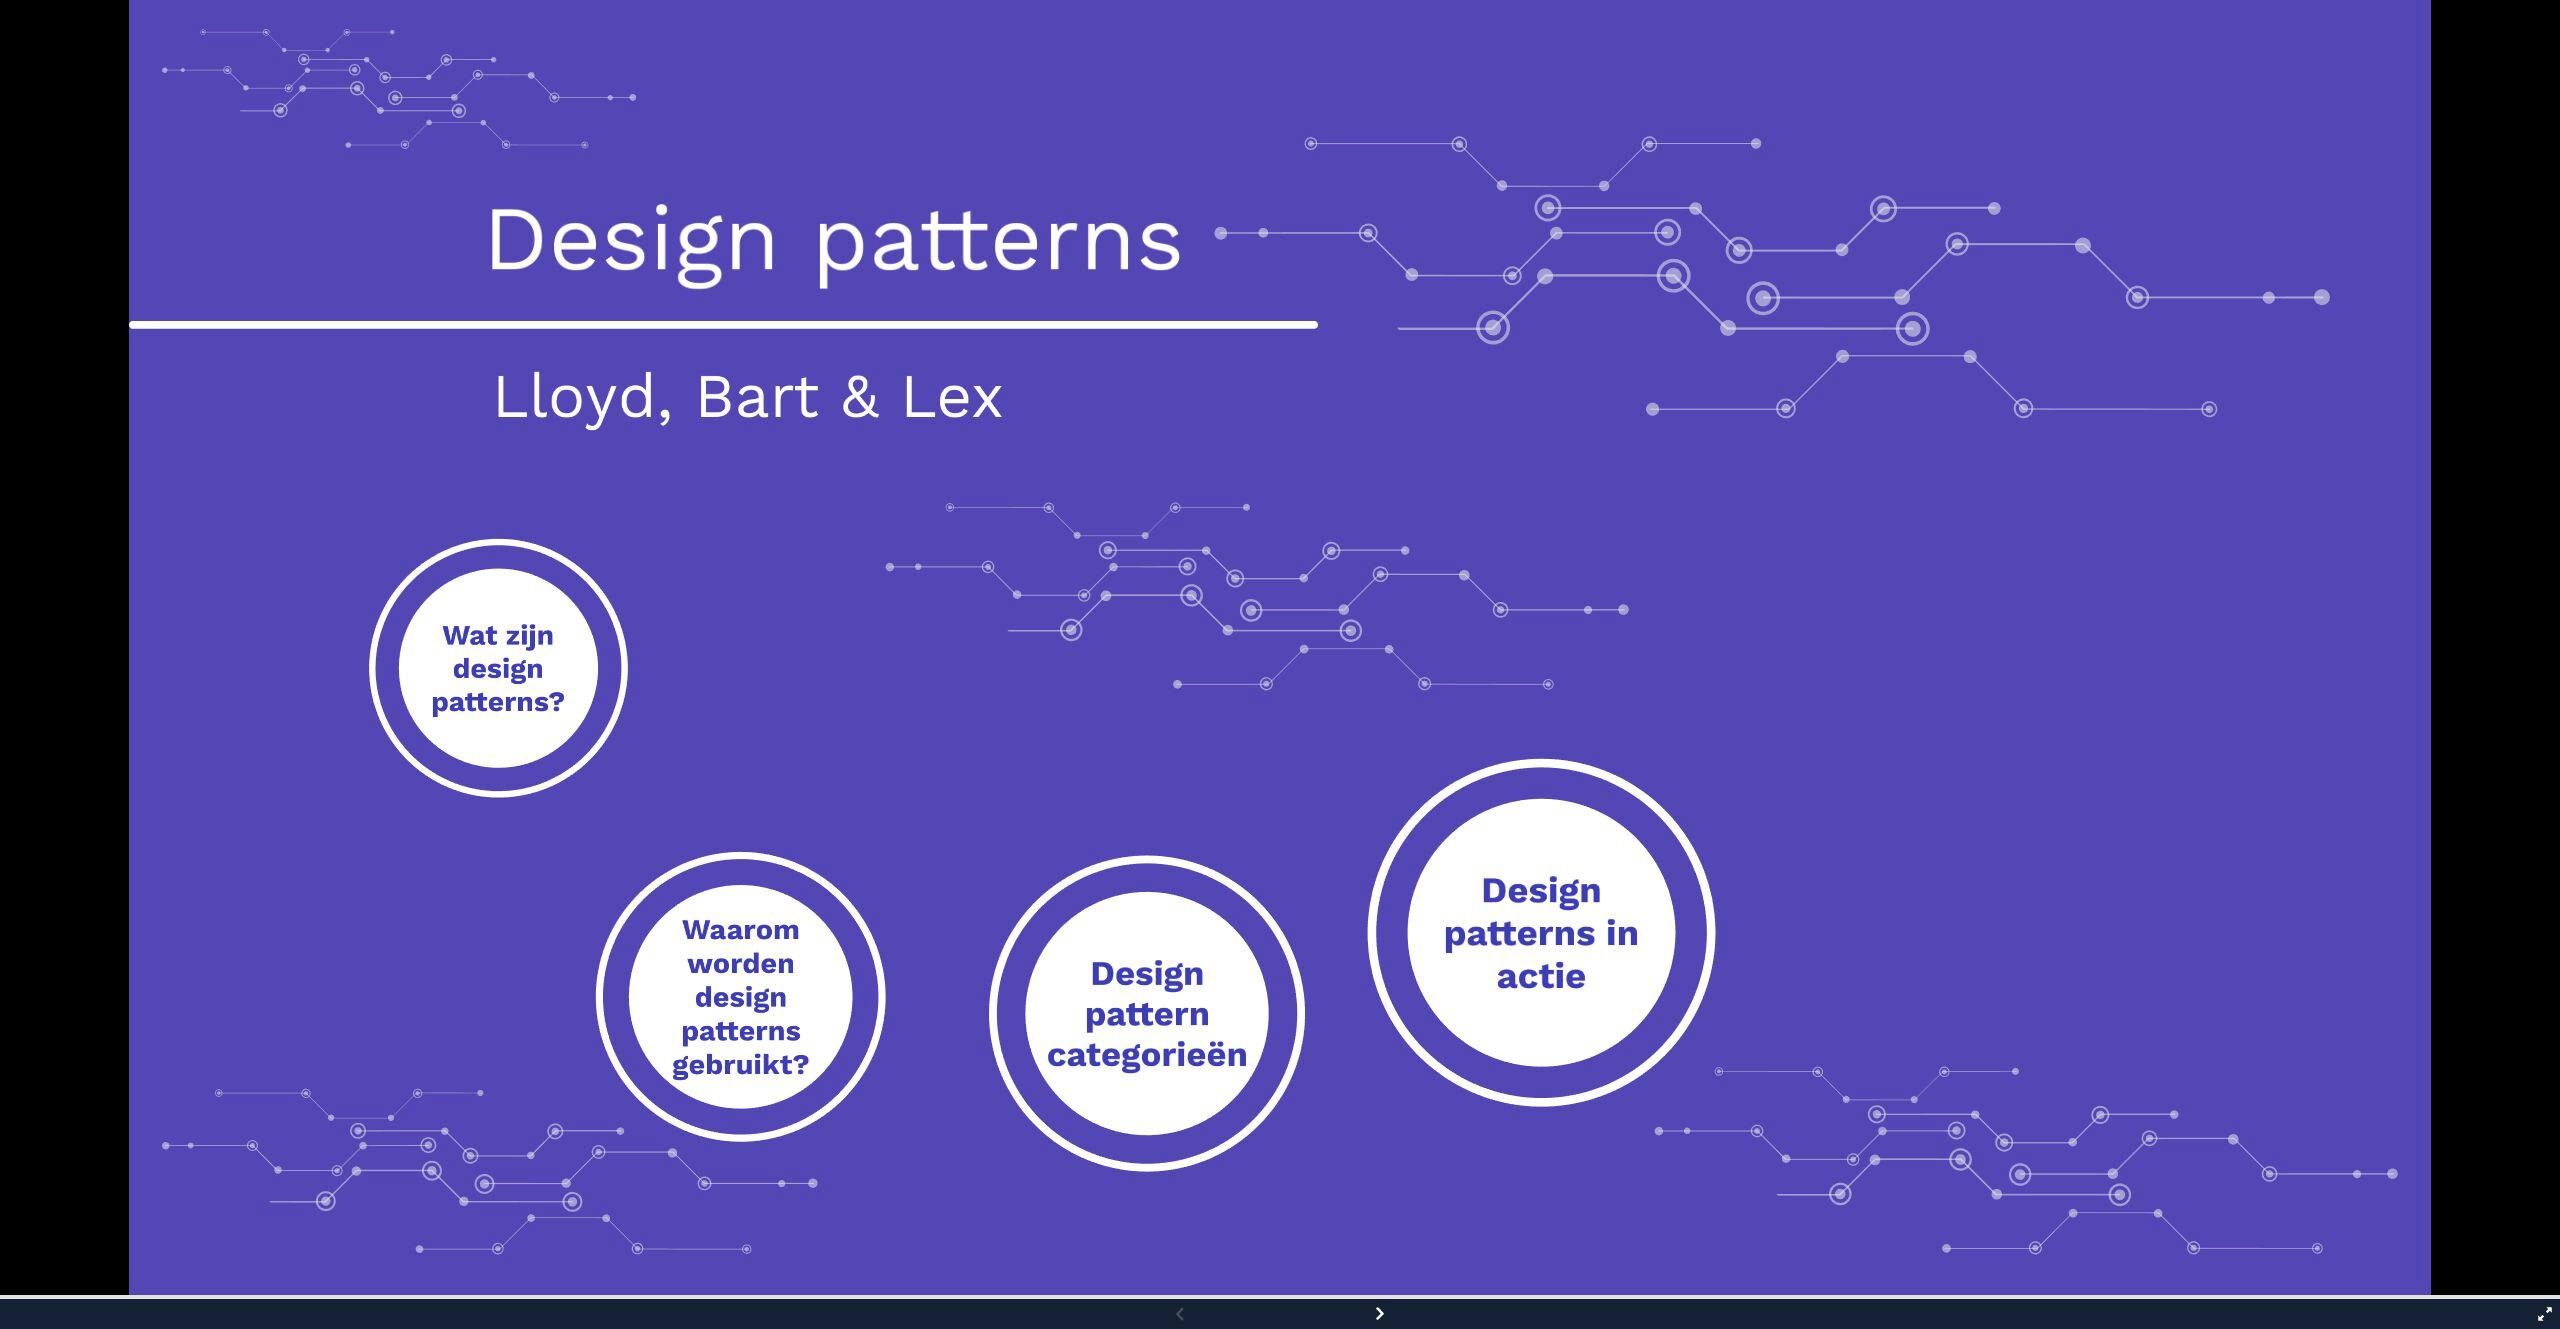 Design patterns
Lloyd, Bart & Lex
Wat zijn
design
patterns?
Waarom
worden
design
patterns
gebruikt?
Design
pattern
categorieën
Design
patterns in
actie